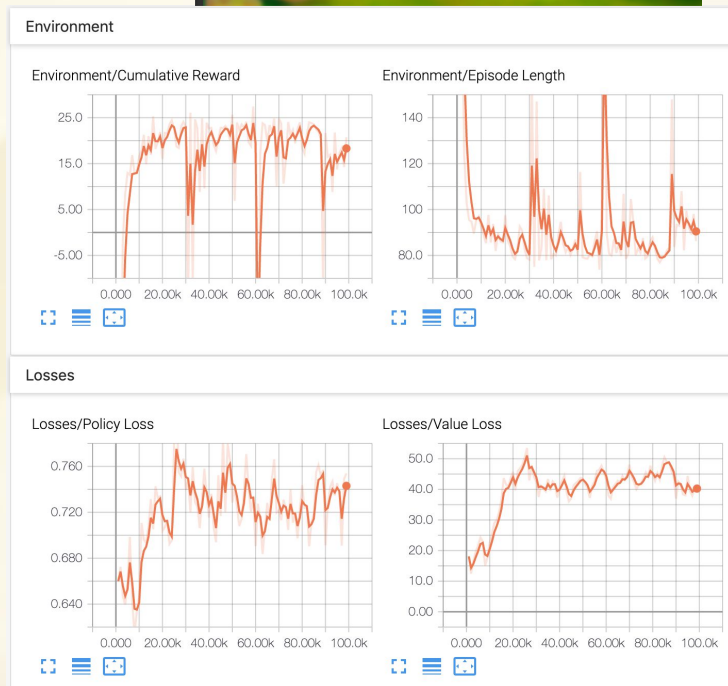 Environment
Environment/Cumulative Reward
25.0
15.0
5.00
-5.00
0.000 20.00k 40.00k 60.00k 80.00k 100.0k
Environment/Episode Length
140
120
100
80.0
0.000 20.00k 40.00k 60.00k 80.00k 100.0k
Losses
Losses/Policy Loss
0.760
0.720
0.680
0.640
0.000 20.00k 40.00k 60.00k 80.00k 100.0k
Losses/Value Loss
50.0
40.0
30.0
20.0
10.0
0.00
0.000 20.00k 40.00k 60.00k 80.00k 100.0k